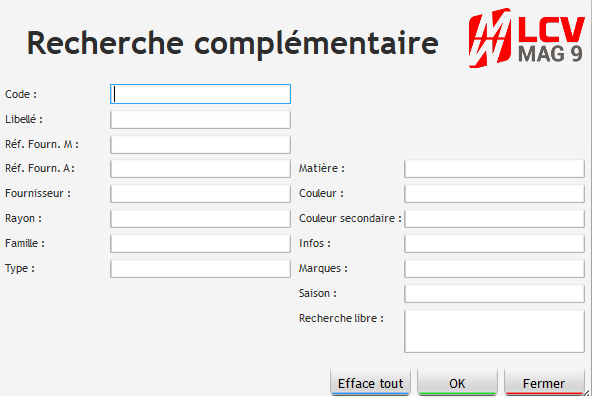 Recherche complémentaire
LCV
MAG 9
Code :
Libellé :
Réf. Fourn. M :
Réf. Fourn. A:
Fournisseur :
Rayon :
Famille :
Type :
Matière :
Couleur :
Couleur secondaire :
Infos :
Marques :
Saison :
Recherche libre :
Efface tout
OK
Fermer